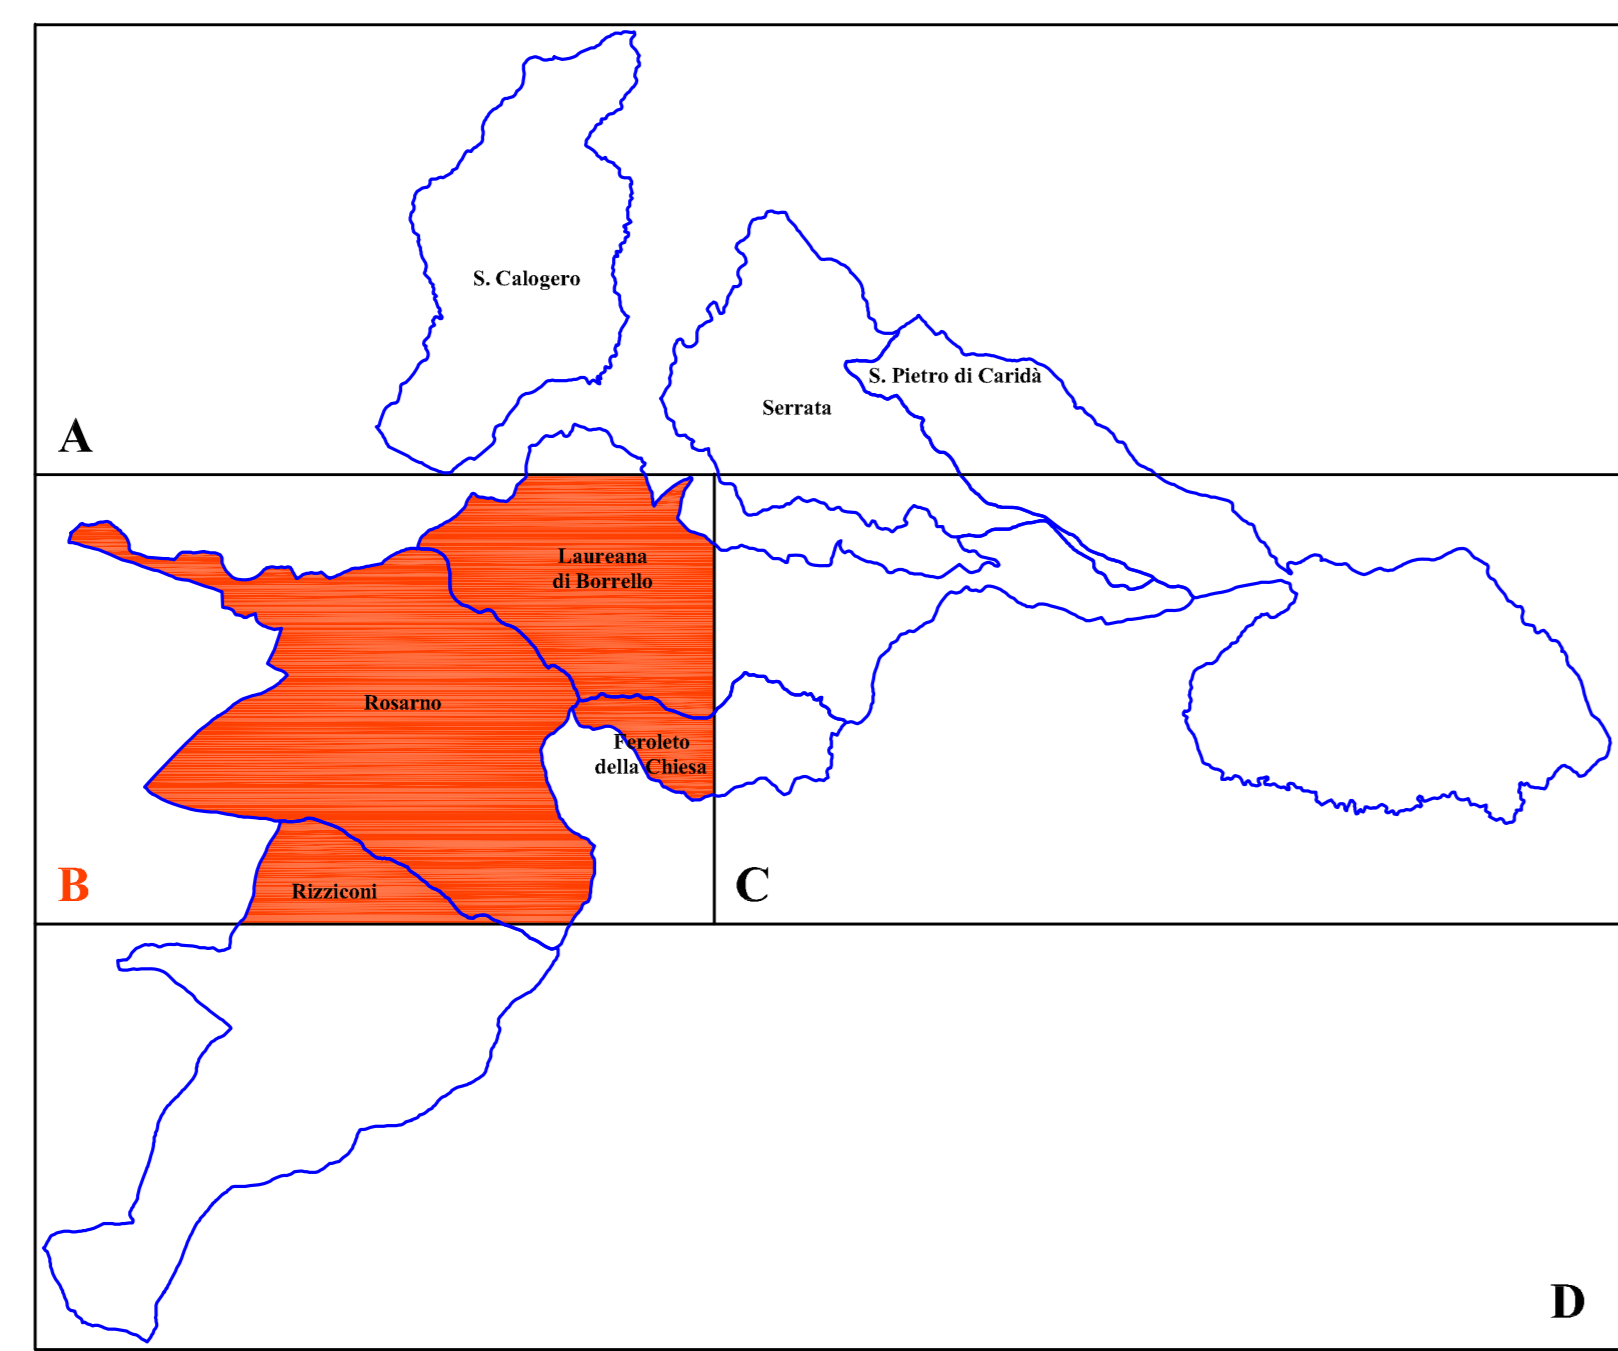 S. Calogero
S. Pietro di Caridà
Serrata
A
Laureana
di Borrello
Rosarno
Feroleto
della Chiesa
B
Rizziconi
C
D